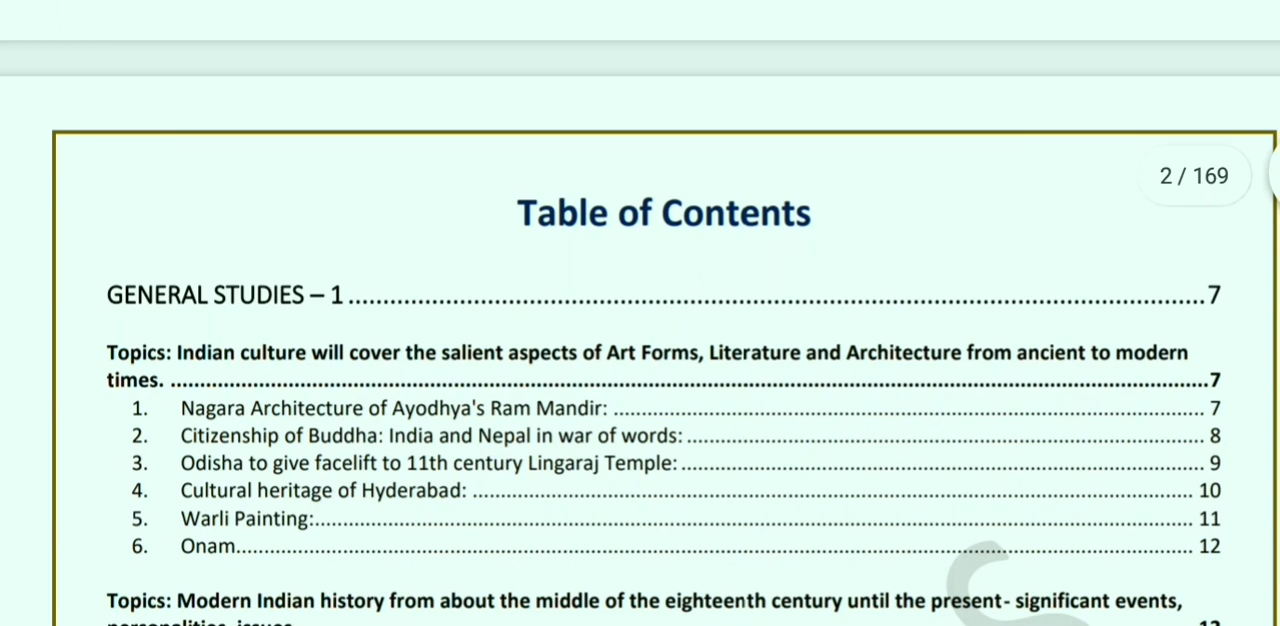 2 / 169
Table of Contents
GENERAL STUDIES – 1 ........................................................................................................................ 7
Topics: Indian culture will cover the salient aspects of Art Forms, Literature and Architecture from ancient to modern
times. ........................................................................................................................ 7
1. Nagara Architecture of Ayodhya's Ram Mandir: ........................................................................ 7
2. Citizenship of Buddha: India and Nepal in war of words: ........................................................................ 8
3. Odisha to give facelift to 11th century Lingaraj Temple: ........................................................................ 9
4. Cultural heritage of Hyderabad: ........................................................................ 10
5. Warli Painting: ........................................................................ 11
6. Onam ........................................................................ 12
Topics: Modern Indian history from about the middle of the eighteenth century until the present- significant events,